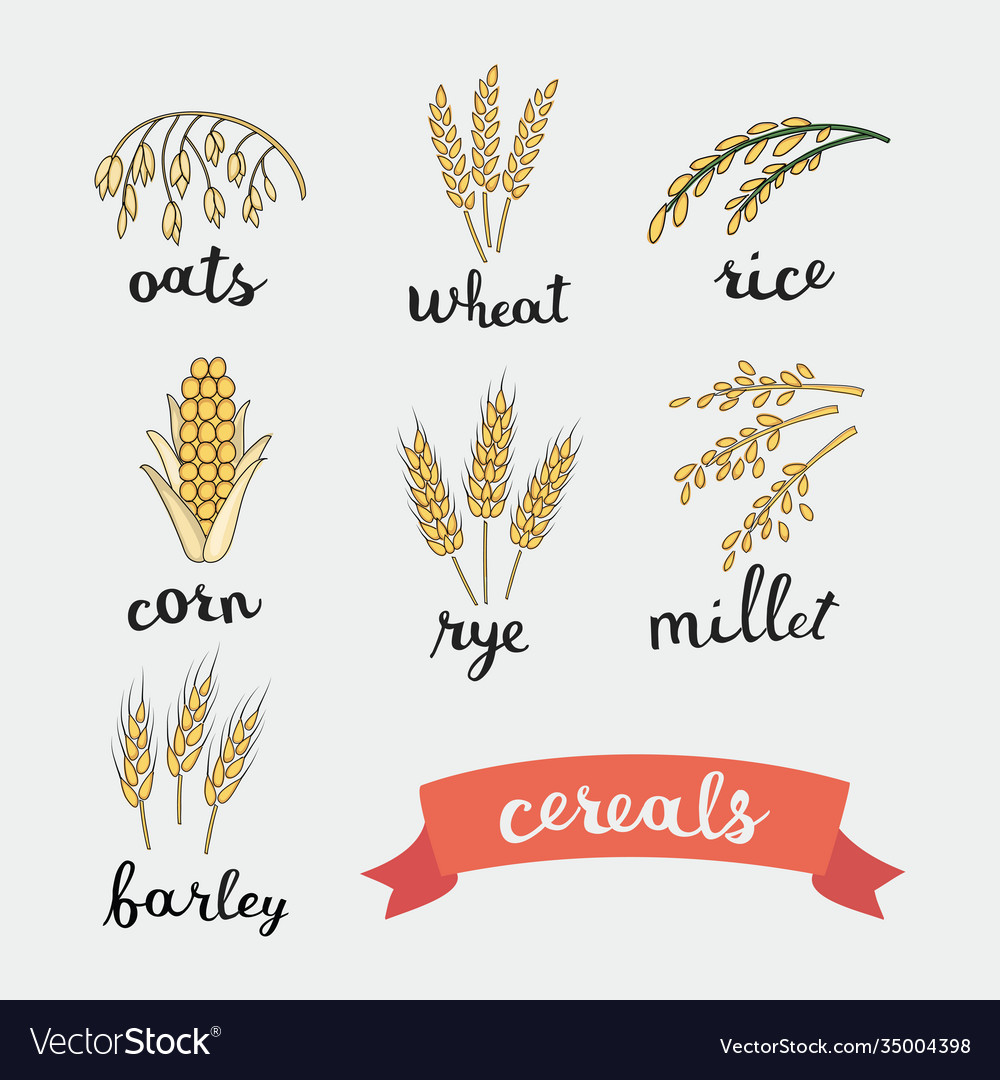 oats
wheat
rice
corn
rye
millet
barley
cereals
VectorStock®
VectorStock.com/35004398